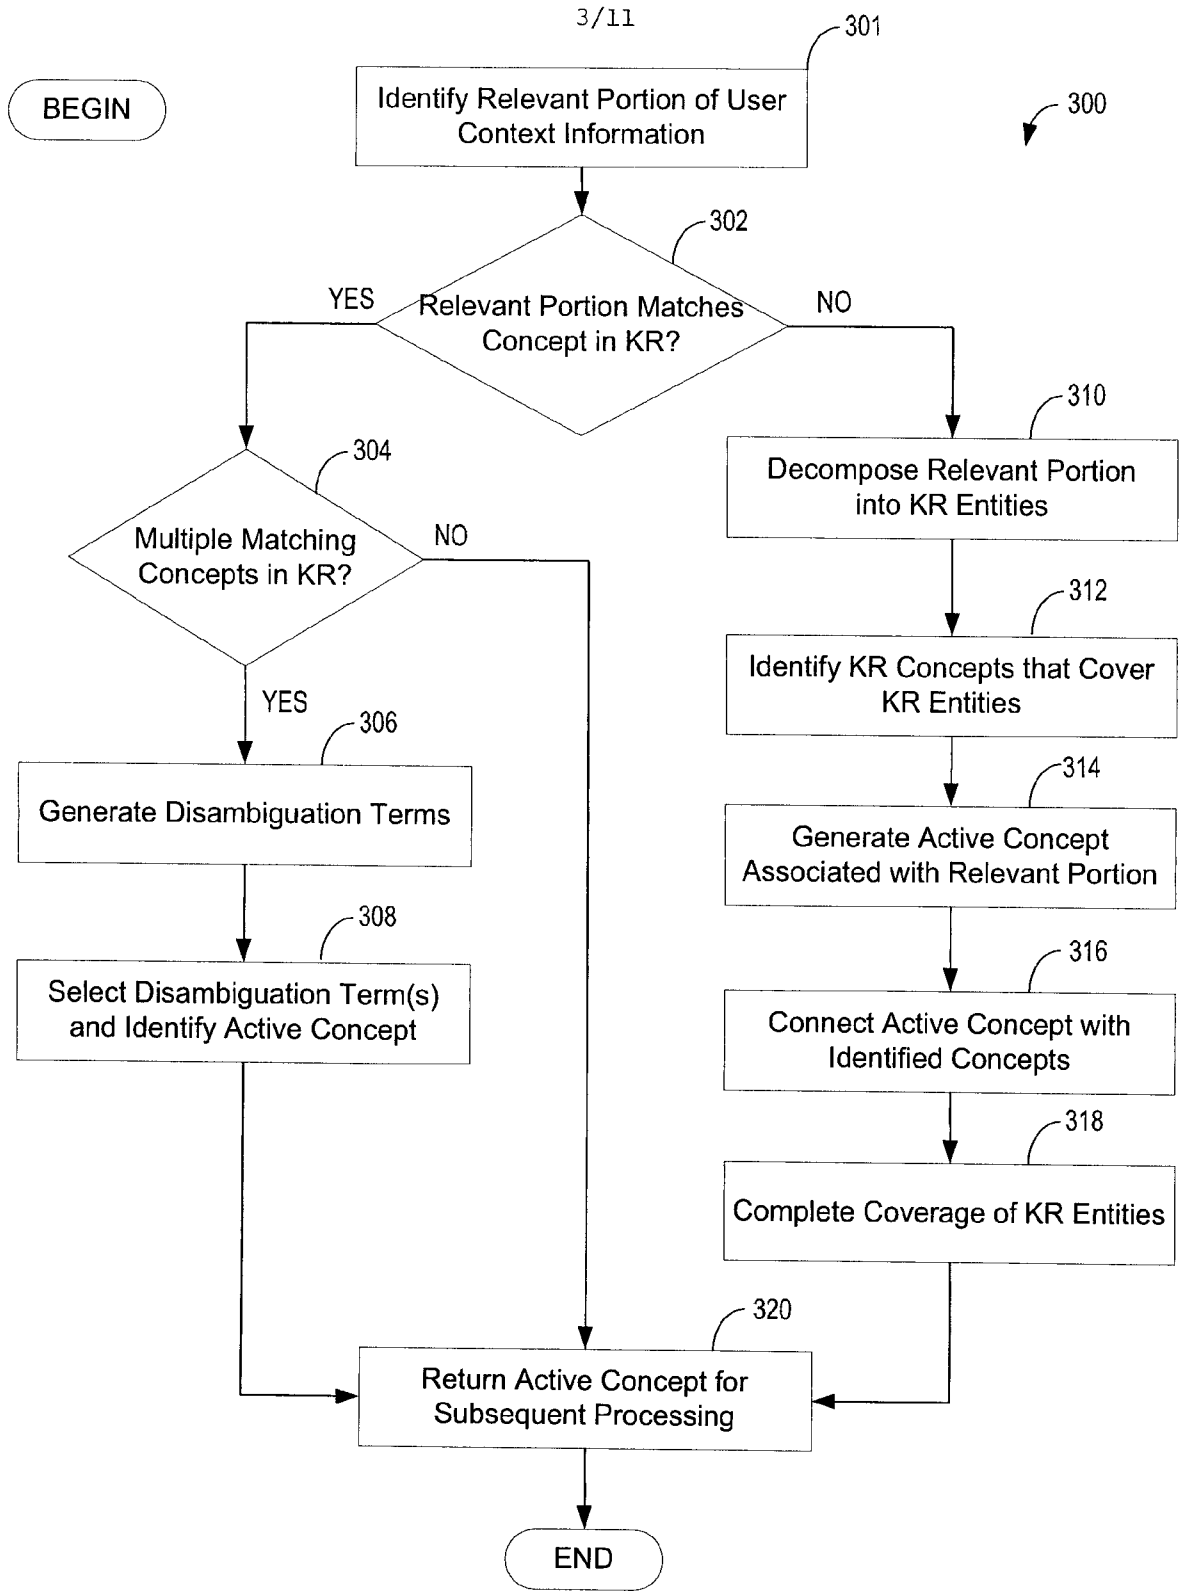 3/11
301
BEGIN
Identify Relevant Portion of User
Context Information
300
302
YES
Relevant Portion Matches
Concept in KR?
NO
310
Decompose Relevant Portion
into KR Entities
304
Multiple Matching
Concepts in KR?
NO
YES
312
Identify KR Concepts that Cover
KR Entities
306
Generate Disambiguation Terms
314
Generate Active Concept
Associated with Relevant Portion
308
Select Disambiguation Term(s)
and Identify Active Concept
316
Connect Active Concept with
Identified Concepts
318
Complete Coverage of KR Entities
320
Return Active Concept for
Subsequent Processing
END